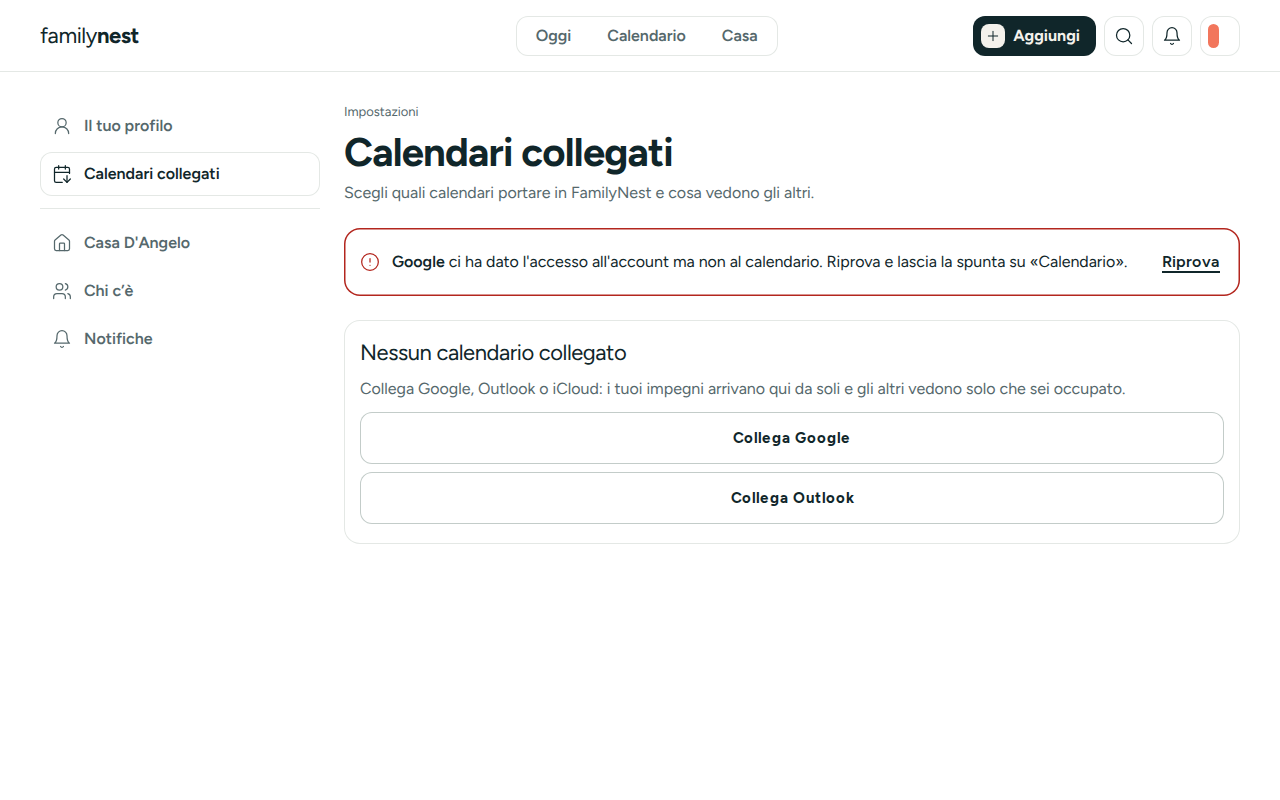 familynest
Oggi
Calendario
Casa
Aggiungi
Il tuo profilo
Calendari collegati
Casa D'Angelo
Chi c’è
Notifiche
Impostazioni
Calendari collegati
Scegli quali calendari portare in FamilyNest e cosa vedono gli altri.
Google ci ha dato l'accesso all'account ma non al calendario. Riprova e lascia la spunta su «Calendario».
Riprova
Nessun calendario collegato
Collega Google, Outlook o iCloud: i tuoi impegni arrivano qui da soli e gli altri vedono solo che sei occupato.
Collega Google
Collega Outlook